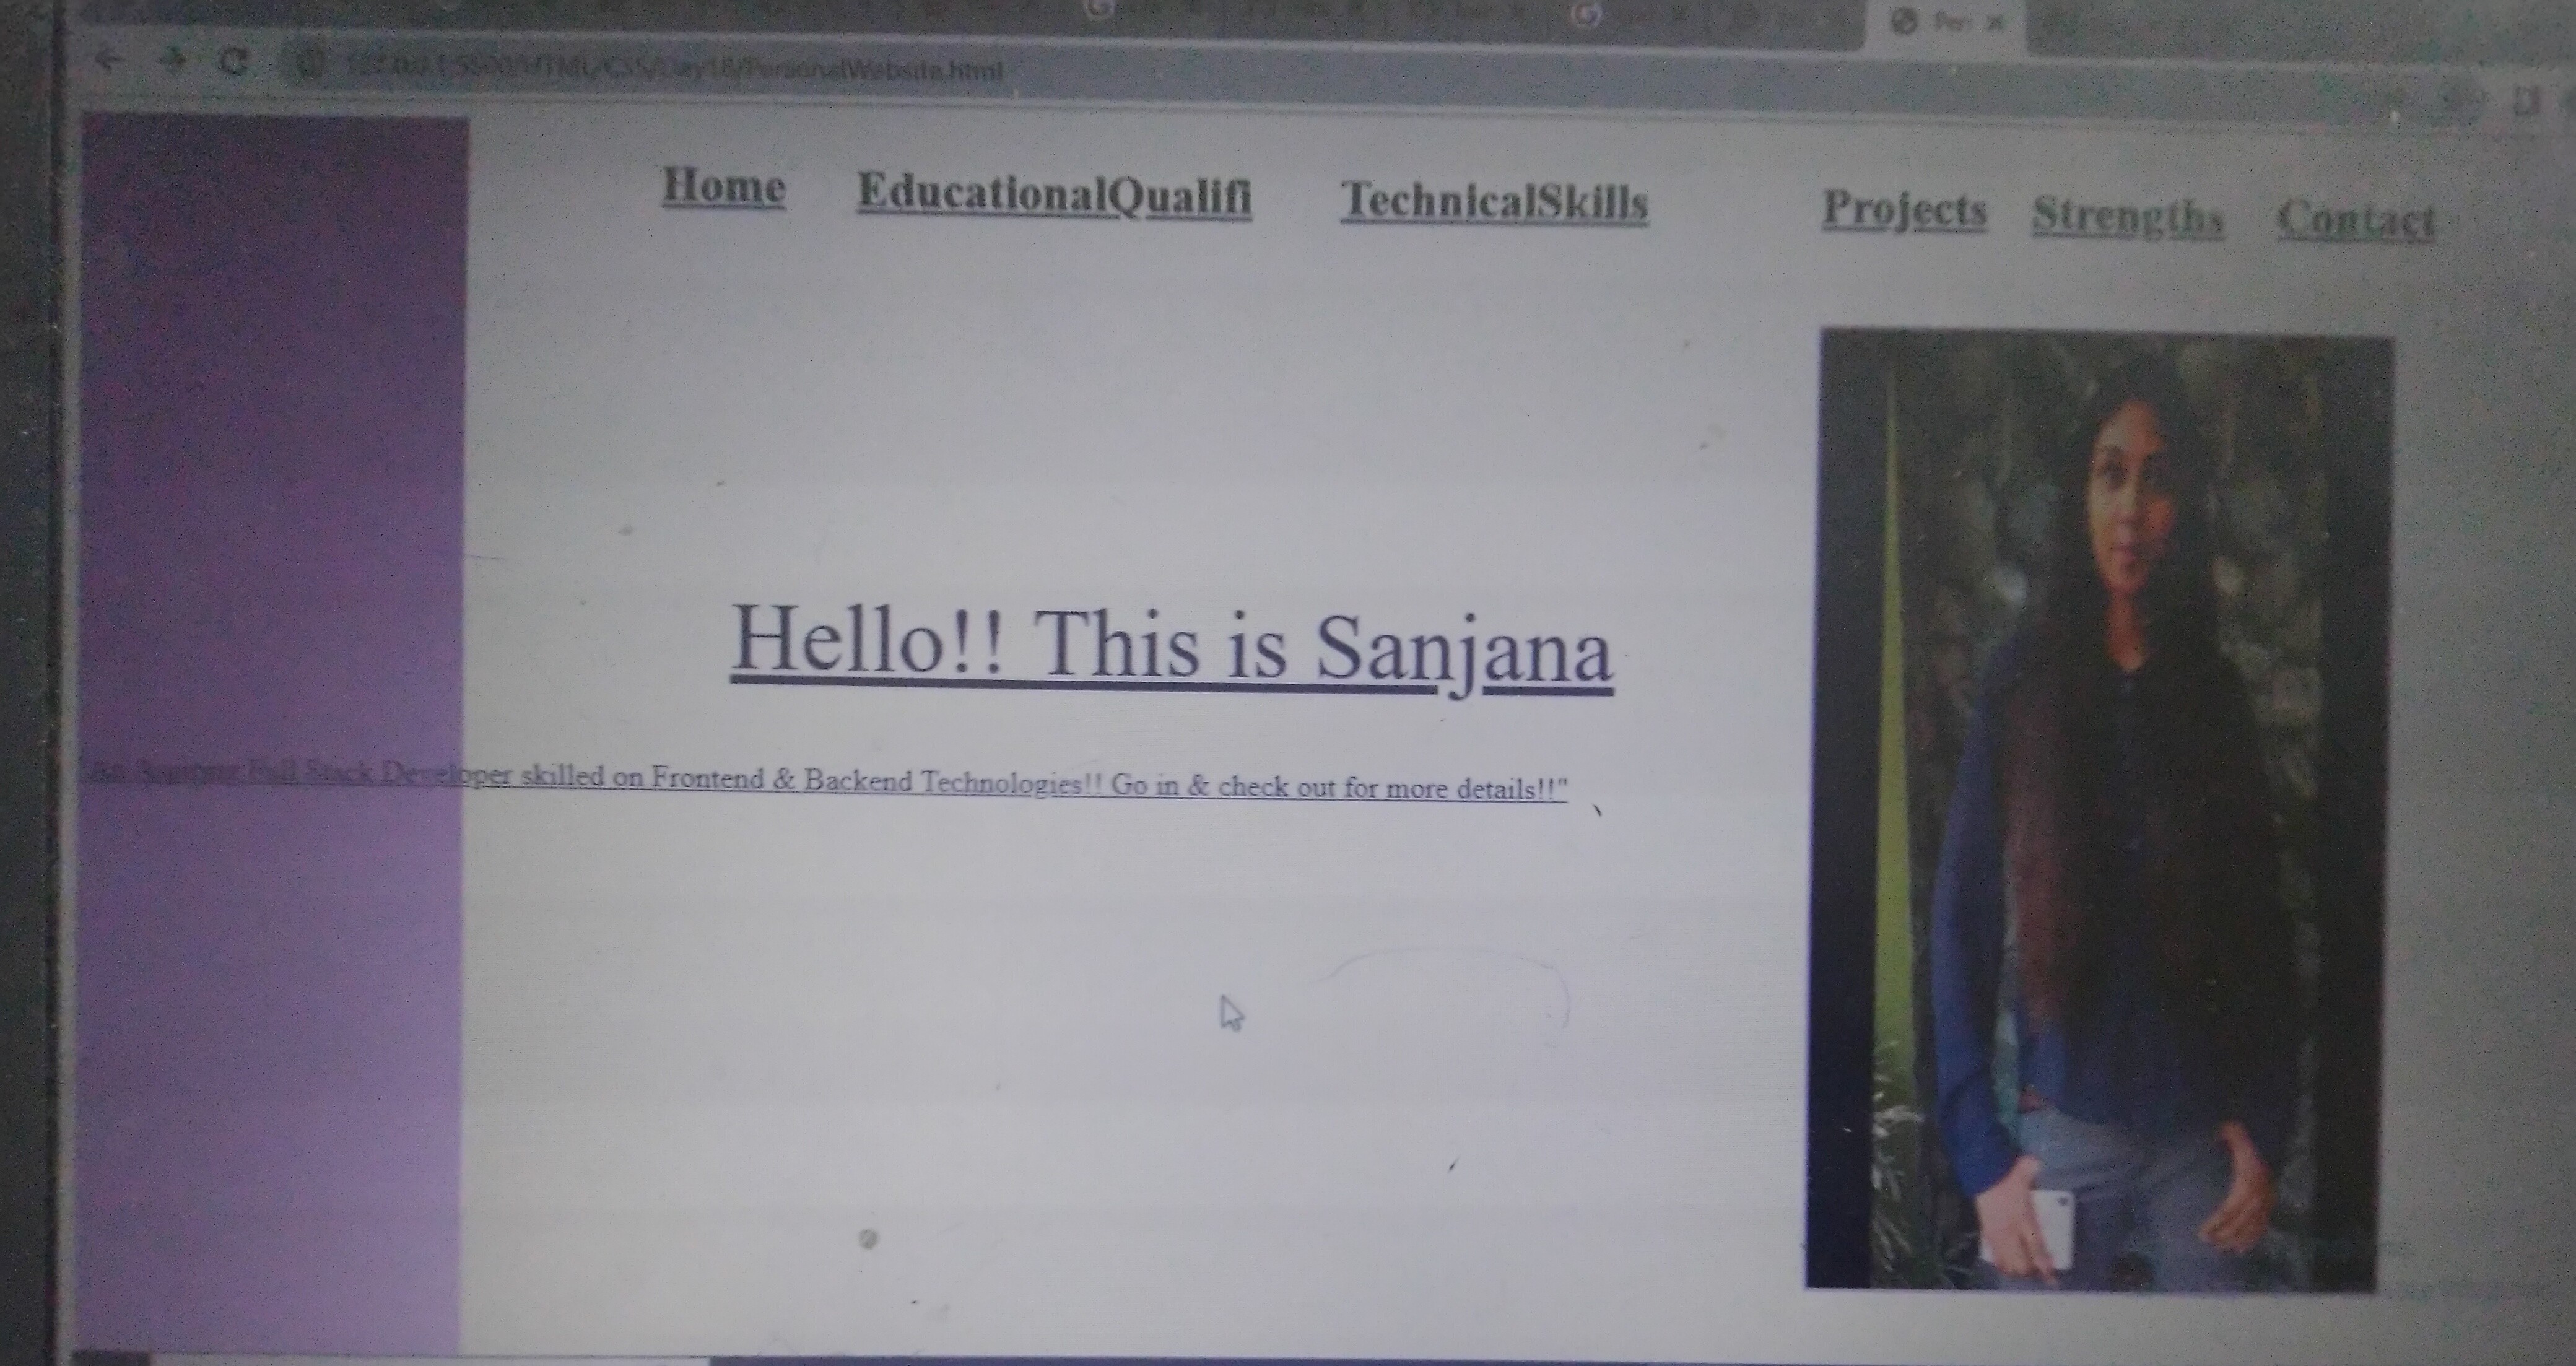 127.0.0.1:5500/HTML/CSS/Day18/PersonalWebsite.html
Home EducationalQualifi TechnicalSkills Projects Strengths Contact
Hello!! This is Sanjana
Full Stack Developer skilled on Frontend & Backend Technologies!! Go in & check out for more details!!"